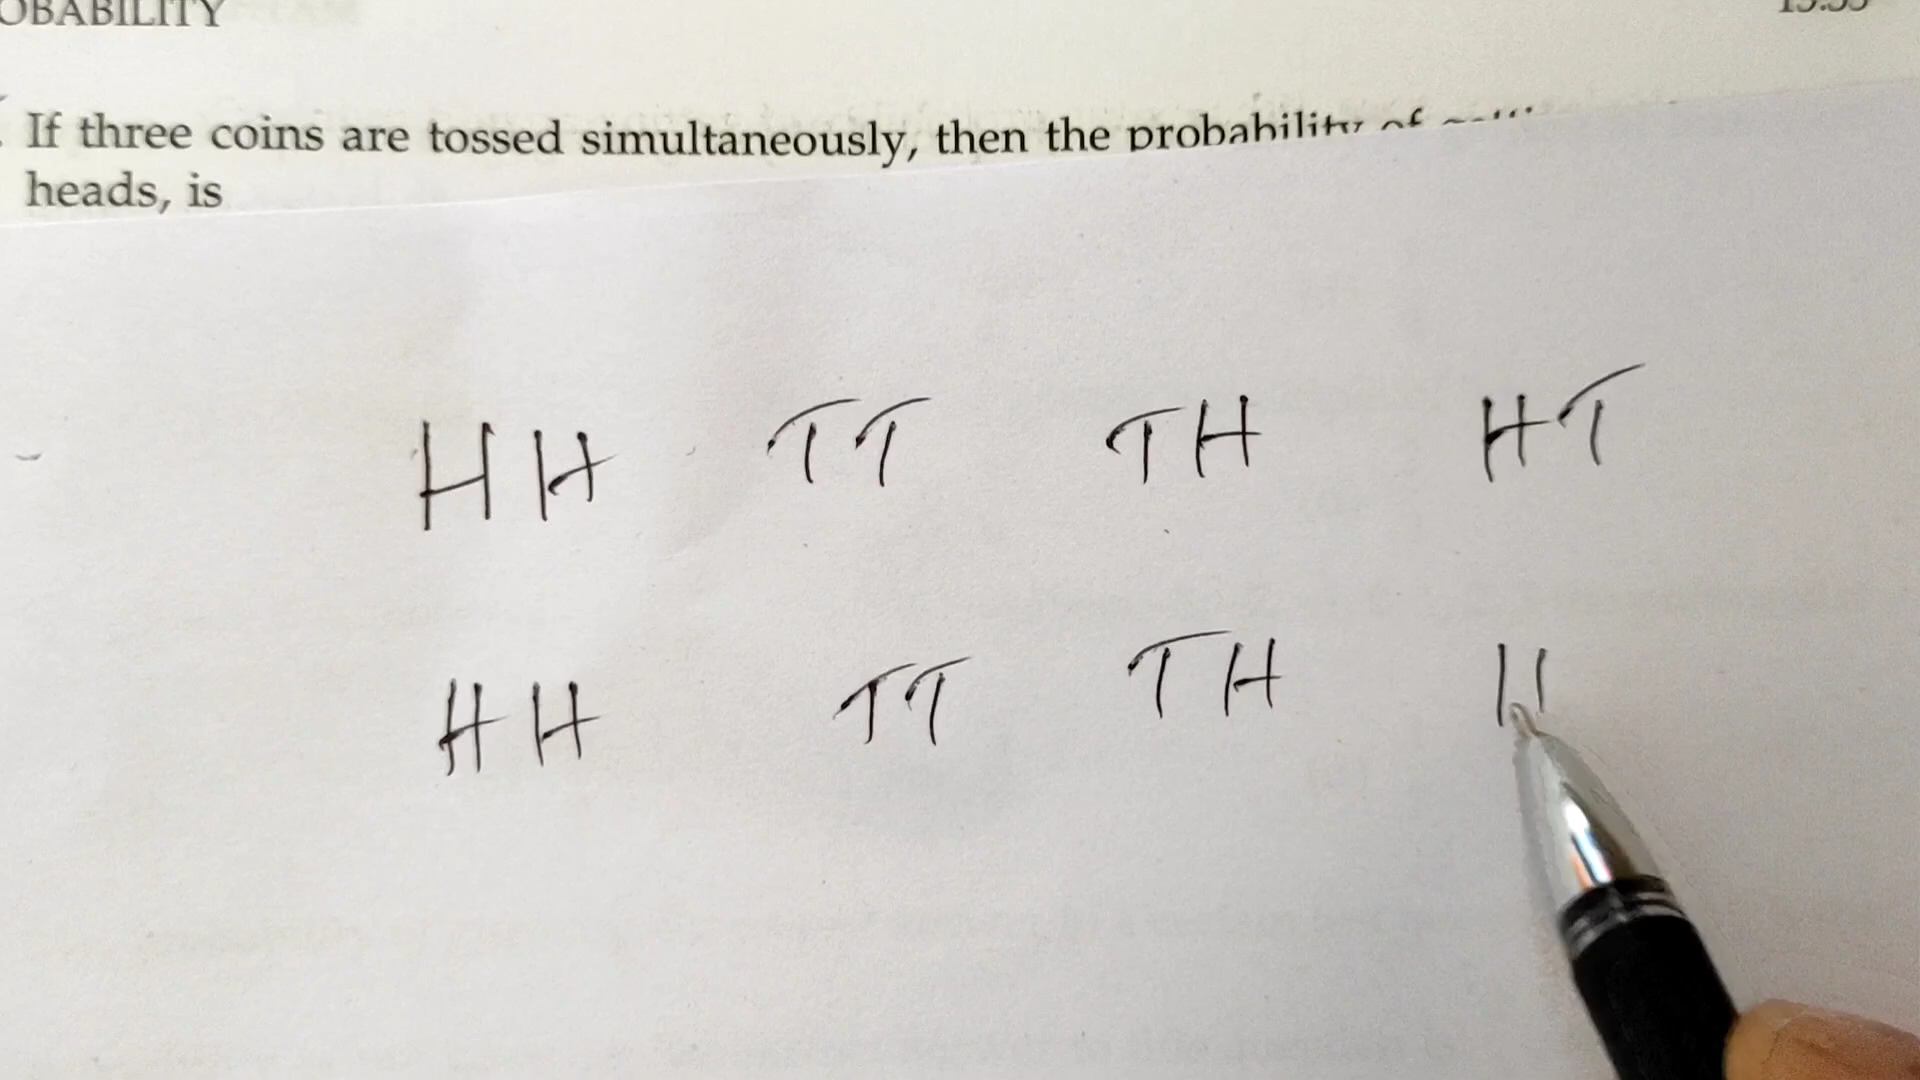 OBABILITY
If three coins are tossed simultaneously, then the probability of
heads, is
HH TT TH HT
HH TT TH